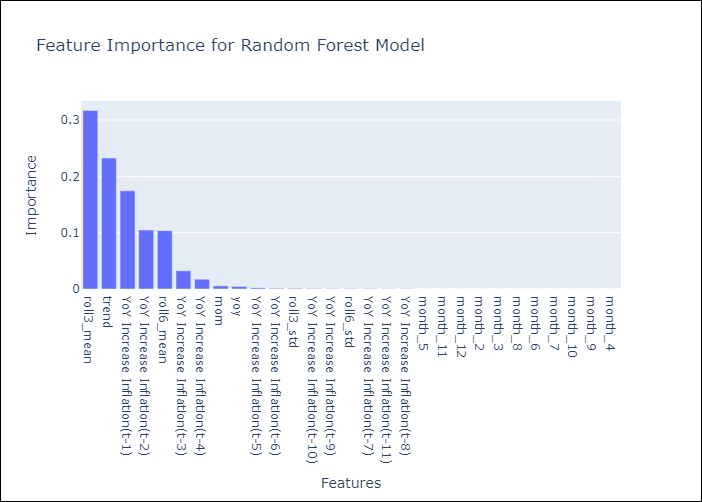 Feature Importance for Random Forest Model
Importance
0.3
0.2
0.1
0
roll3_mean
trend
YoY Increase Inflation(t-1)
YoY Increase Inflation(t-2)
roll6_mean
YoY Increase Inflation(t-3)
YoY Increase Inflation(t-4)
mom
yoy
YoY Increase Inflation(t-5)
YoY Increase Inflation(t-6)
roll3_std
YoY Increase Inflation(t-10)
YoY Increase Inflation(t-9)
roll6_std
YoY Increase Inflation(t-7)
YoY Increase Inflation(t-11)
YoY Increase Inflation(t-8)
month_5
month_11
month_12
month_2
month_3
month_8
month_6
month_7
month_10
month_9
month_4
Features